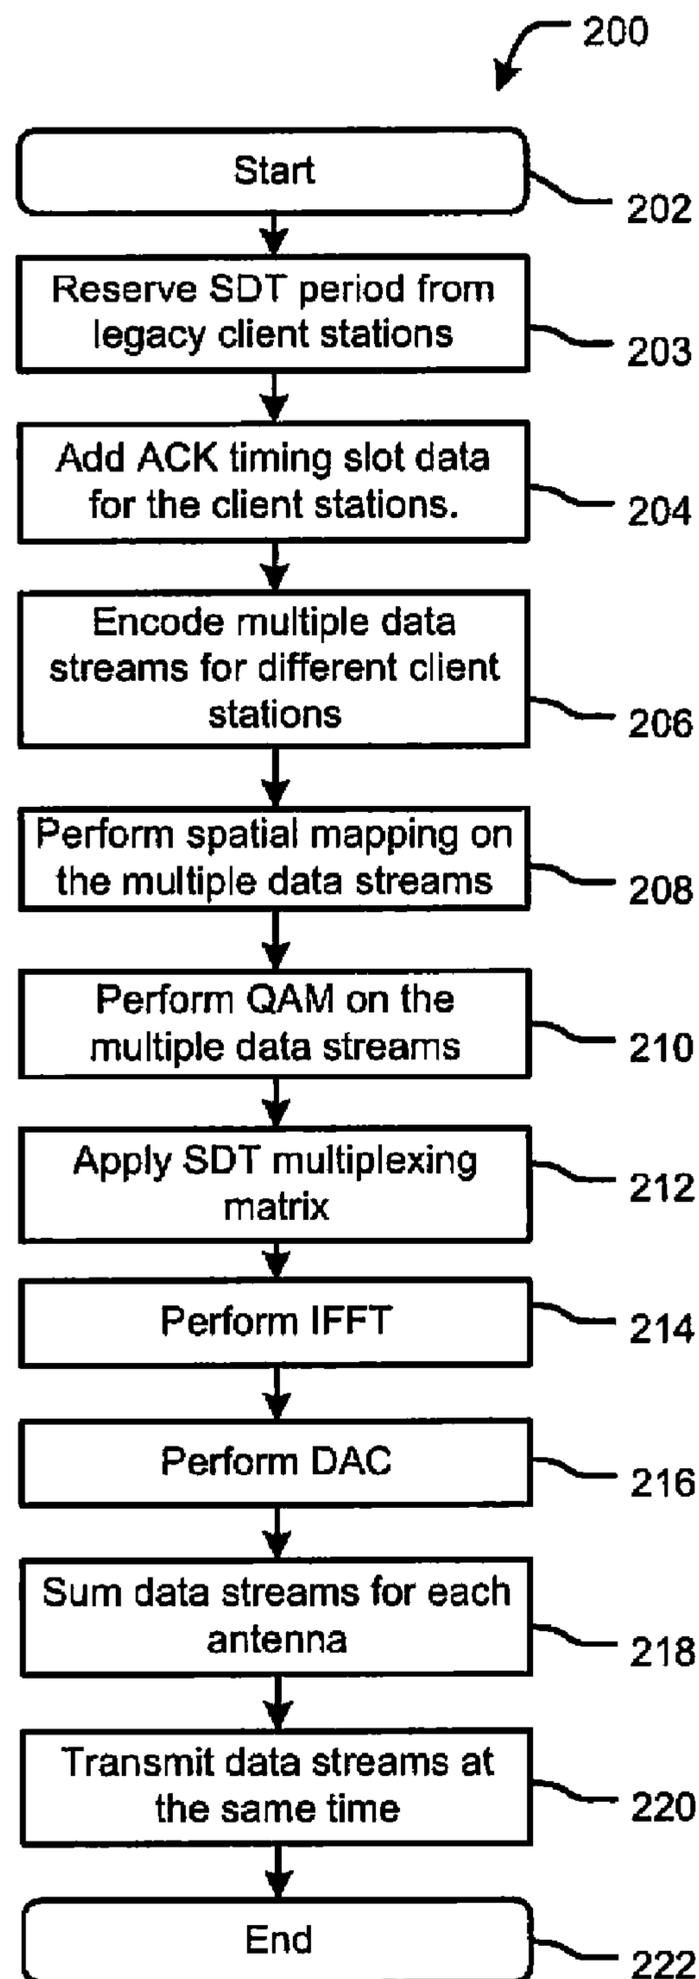 200
Start
202
Reserve SDT period from
legacy client stations
203
Add ACK timing slot data
for the client stations.
204
Encode multiple data
streams for different client
stations
206
Perform spatial mapping on
the multiple data streams
208
Perform QAM on the
multiple data streams
210
Apply SDT multiplexing
matrix
212
Perform IFFT
214
Perform DAC
216
Sum data streams for each
antenna
218
Transmit data streams at
the same time
220
End
222